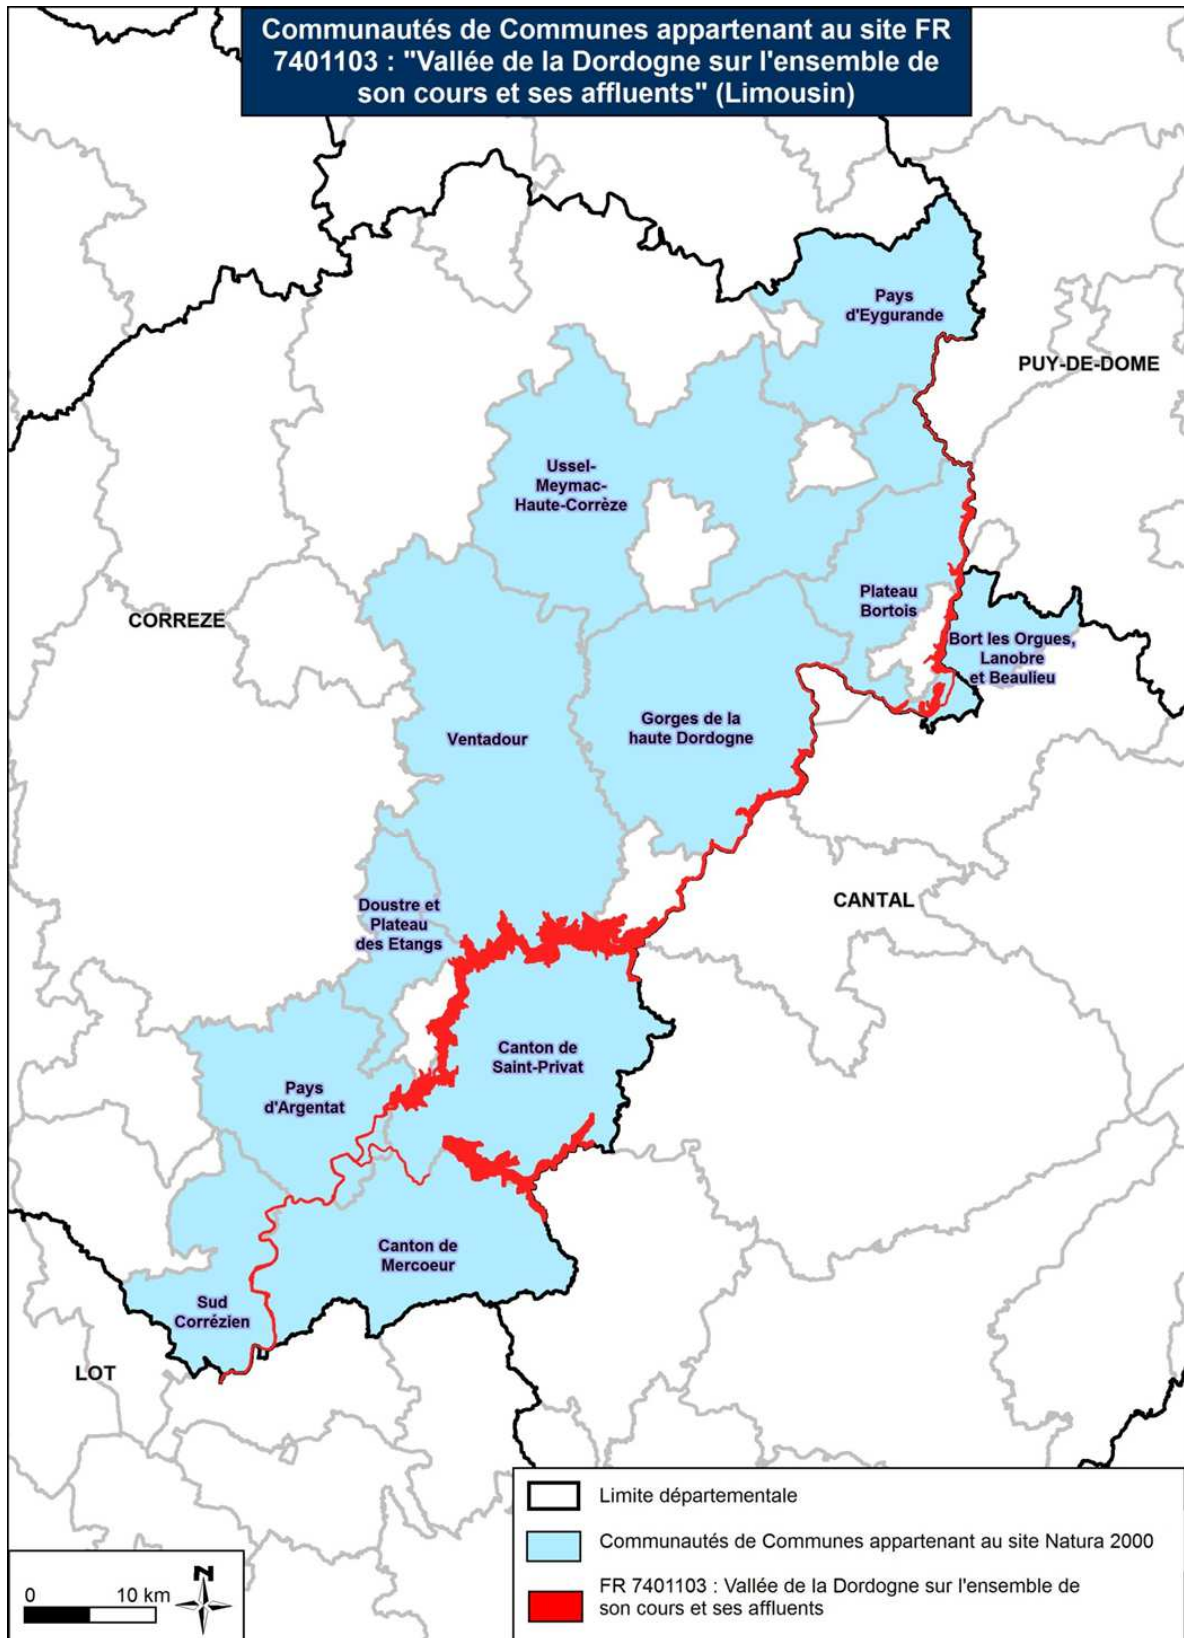 Communautés de Communes appartenant au site FR
7401103 : "Vallée de la Dordogne sur l'ensemble de
son cours et ses affluents" (Limousin)
Pays
d'Eygurande
PUY-DE-DOME
Ussel-
Meymac-
Haute-Corrèze
Plateau
Bortois
CORREZE
Bort les Orgues,
Lanobre
et Beaulieu
Gorges de la
haute Dordogne
Ventadour
CANTAL
Doustre et
Plateau
des Etangs
Canton de
Saint-Privat
Pays
d'Argentat
Canton de
Mercoeur
Sud
Corrézien
LOT
Limite départementale
Communautés de Communes appartenant au site Natura 2000
FR 7401103 : Vallée de la Dordogne sur l'ensemble de
son cours et ses affluents
0 10 km
N